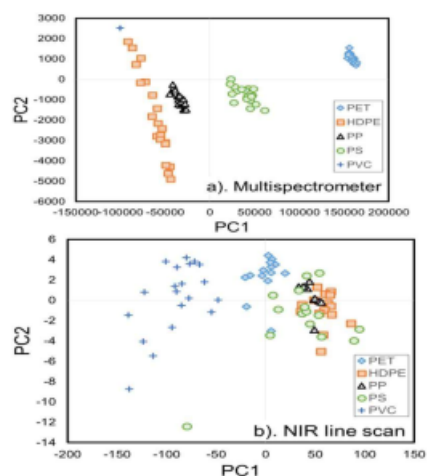 3000
2000
1000
0
-1000
-2000
-3000
-4000
-5000
-6000
PC2
PET
HDPE
PP
PS
PVC
a). Multispectrometer
-150000 -100000 -50000 0 50000 100000 150000 200000
PC1
6
4
2
0
-2
-4
-6
-8
-10
-12
-14
PC2
PET
HDPE
PP
PS
PVC
b). NIR line scan
-200 -150 -100 -50 0 50 100 150
PC1